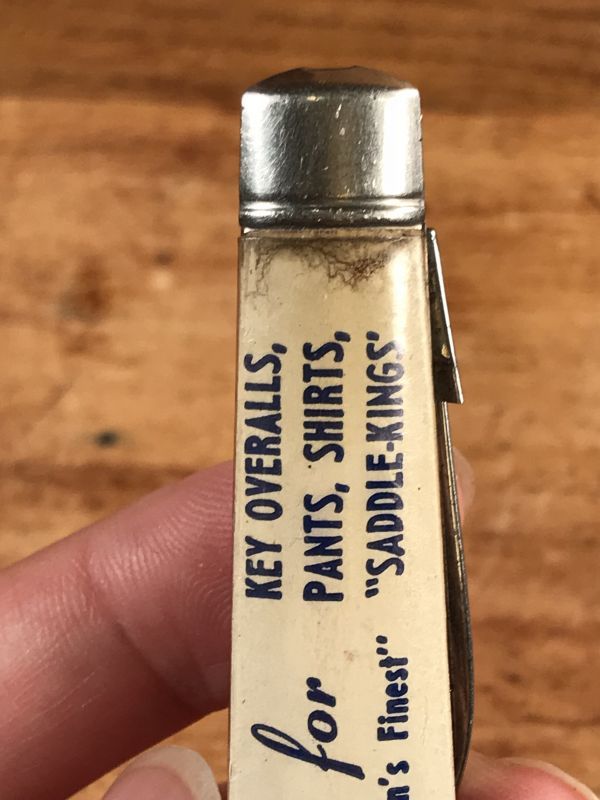 for
KEY OVERALLS,
PANTS, SHIRTS,
"SADDLE-KINGS"
Finest"